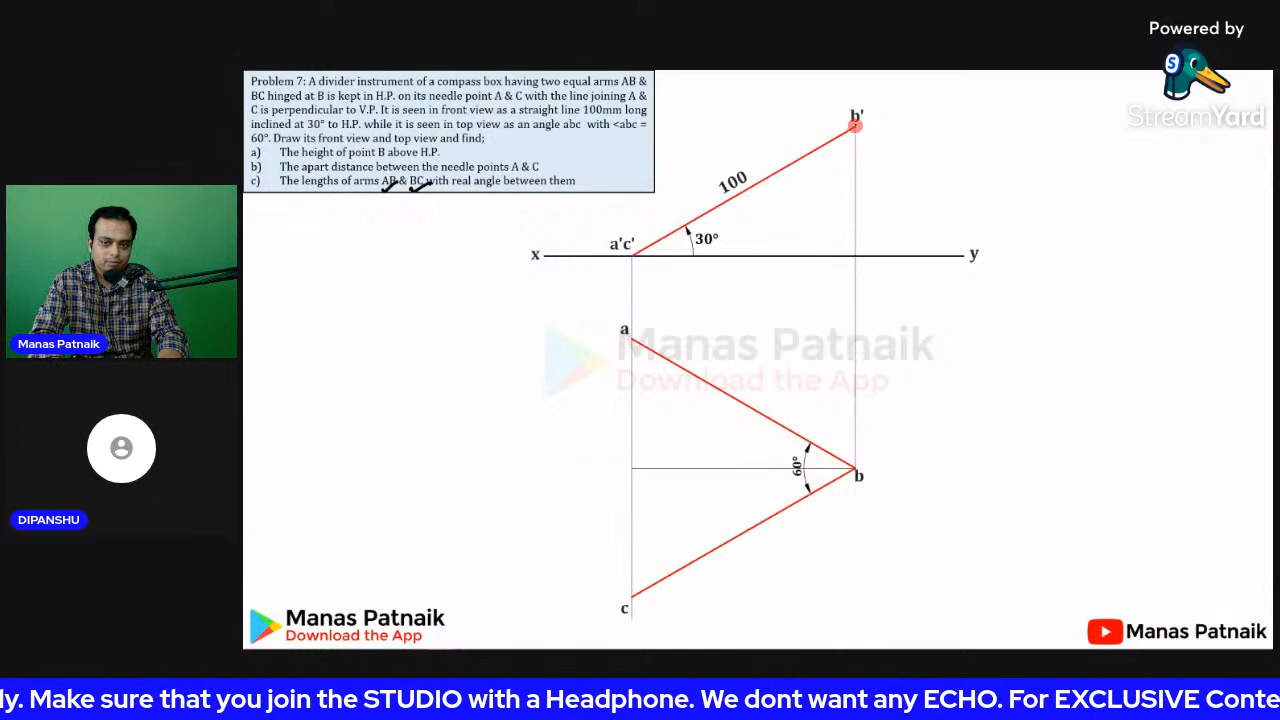 Powered by
StreamYard
Problem 7: A divider instrument of a compass box having two equal arms AB &
BC hinged at B is kept in H.P. on its needle point A & C with the line joining A &
C is perpendicular to V.P. It is seen in front view as a straight line 100mm long
inclined at 30° to H.P. while it is seen in top view as an angle abc with <abc =
60°. Draw its front view and top view and find;
a) The height of point B above H.P.
b) The apart distance between the needle points A & C
c) The lengths of arms AB & BC with real angle between them
b'
100
a'c'
30°
x
y
a
Manas Patnaik
Download the App
60°
b
c
Manas Patnaik
DIPANSHU
Manas Patnaik
Download the App
Manas Patnaik
ly. Make sure that you join the STUDIO with a Headphone. We dont want any ECHO. For EXCLUSIVE Conte